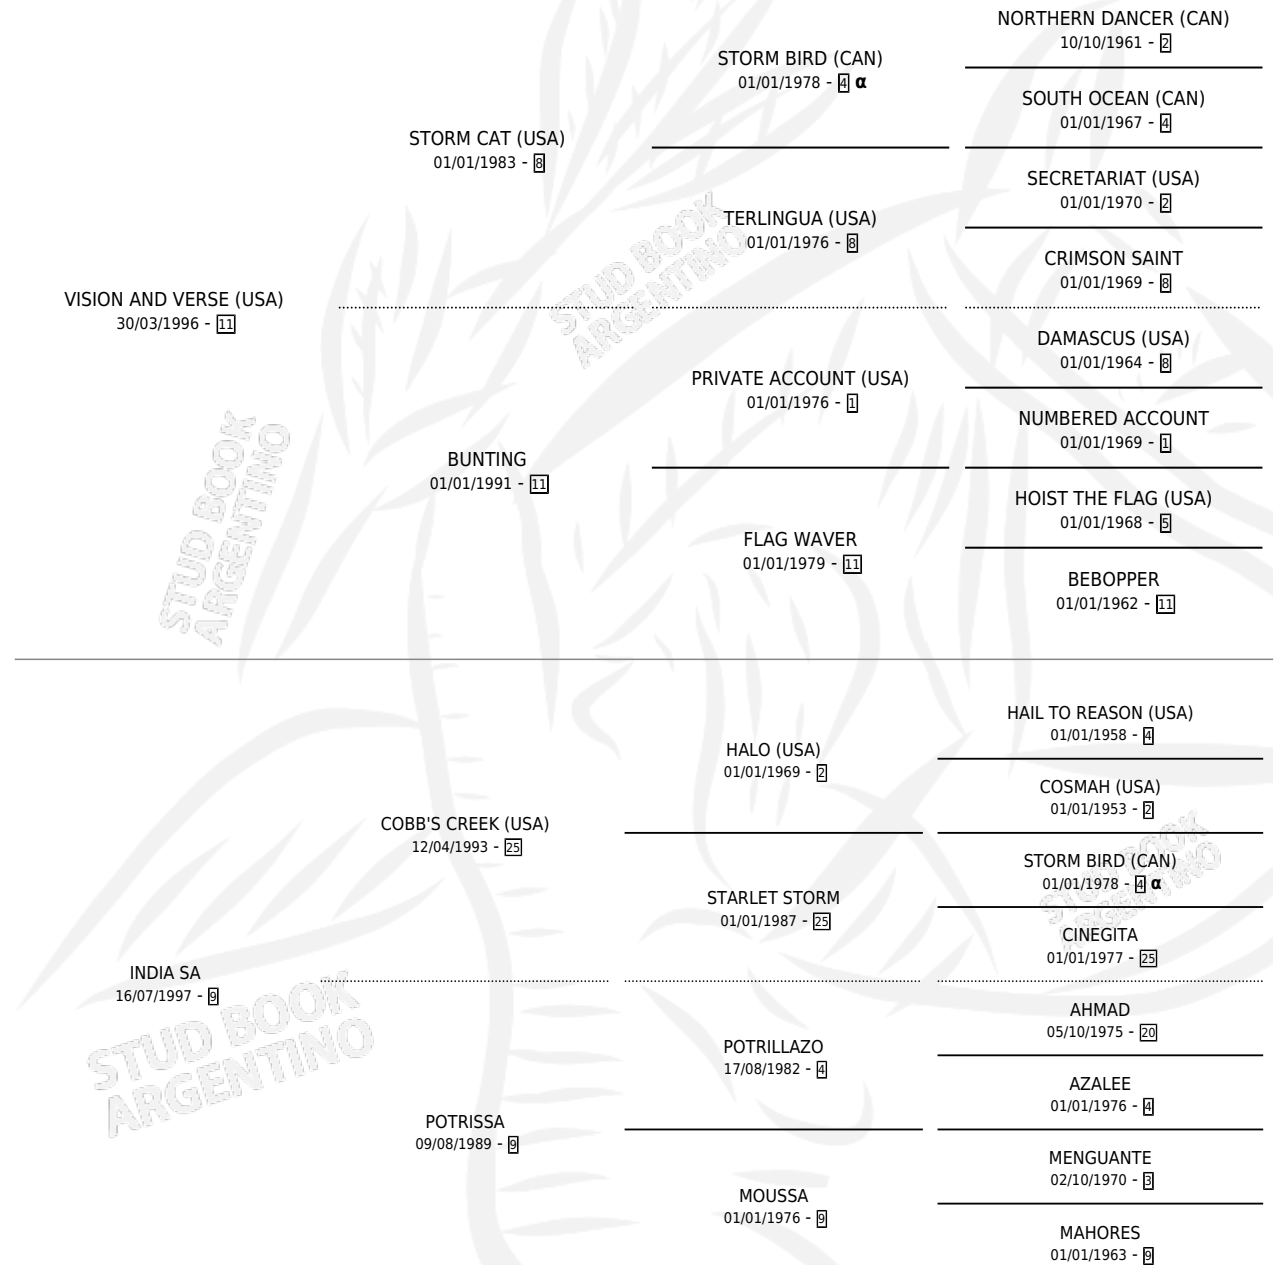 NORTHERN DANCER (CAN)
10/10/1961 - 2
STORM BIRD (CAN)
01/01/1978 - 4 α
SOUTH OCEAN (CAN)
01/01/1967 - 4
STORM CAT (USA)
01/01/1983 - 8
SECRETARIAT (USA)
01/01/1970 - 2
TERLINGUA (USA)
01/01/1976 - 8
CRIMSON SAINT
01/01/1969 - 8
VISION AND VERSE (USA)
30/03/1996 - 11
DAMASCUS (USA)
01/01/1964 - 8
PRIVATE ACCOUNT (USA)
01/01/1976 - 1
NUMBERED ACCOUNT
01/01/1969 - 1
BUNTING
01/01/1991 - 11
HOIST THE FLAG (USA)
01/01/1968 - 5
FLAG WAVER
01/01/1979 - 11
BEBOPPER
01/01/1962 - 11
HAIL TO REASON (USA)
01/01/1958 - 4
HALO (USA)
01/01/1969 - 2
COSMAH (USA)
01/01/1953 - 2
COBB'S CREEK (USA)
12/04/1993 - 25
STORM BIRD (CAN)
01/01/1978 - 4 α
STARLET STORM
01/01/1987 - 25
CINEGITA
01/01/1977 - 25
INDIA SA
16/07/1997 - 9
AHMAD
05/10/1975 - 20
POTRILLAZO
17/08/1982 - 4
AZALEE
01/01/1976 - 4
POTRISSA
09/08/1989 - 9
MENGUANTE
02/10/1970 - 3
MOUSSA
01/01/1976 - 9
MAHORES
01/01/1963 - 9
STUD BOOK
ARGENTINO
STUD BOOK
ARGENTINO
STUD BOOK
ARGENTINO
STUD BOOK
ARGENTINO